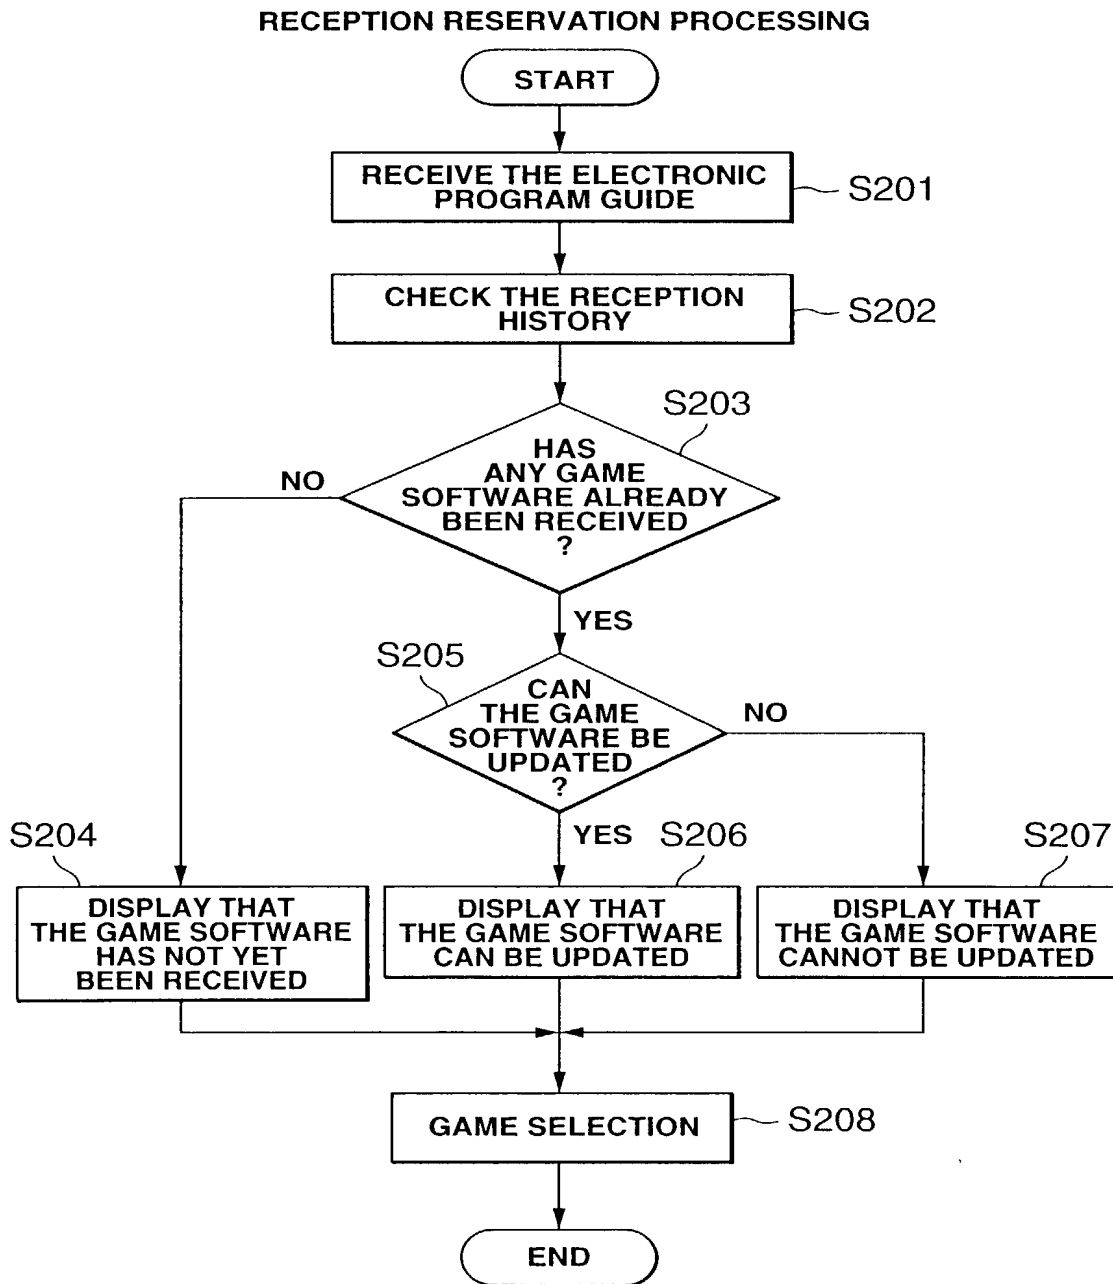 RECEPTION RESERVATION PROCESSING
START
RECEIVE THE ELECTRONIC
PROGRAM GUIDE
S201
CHECK THE RECEPTION
HISTORY
S202
S203
HAS
ANY GAME
SOFTWARE ALREADY
BEEN RECEIVED
?
NO
YES
S205
CAN
THE GAME
SOFTWARE BE
UPDATED
?
NO
YES
S204
DISPLAY THAT
THE GAME SOFTWARE
HAS NOT YET
BEEN RECEIVED
S206
DISPLAY THAT
THE GAME SOFTWARE
CAN BE UPDATED
S207
DISPLAY THAT
THE GAME SOFTWARE
CANNOT BE UPDATED
GAME SELECTION
S208
END